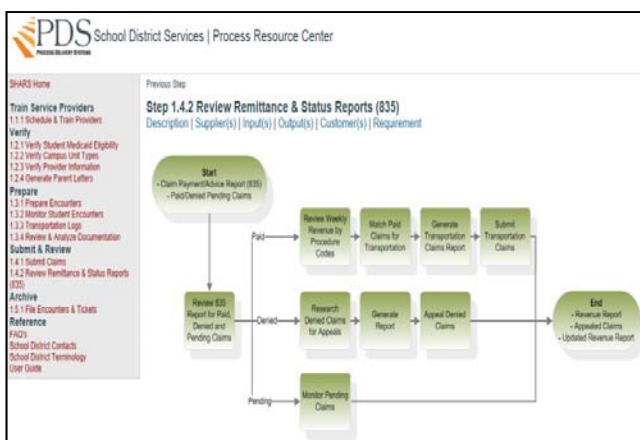 PDS School District Services | Process Resource Center
PROCESS DELIVERY SYSTEMS
SHARS Home
Train Service Providers
1.1.1 Schedule & Train Providers
Verify
1.2.1 Verify Student Medicaid Eligibility
1.2.2 Verify Campus Unit Types
1.2.3 Verify Provider Information
1.2.4 Generate Parent Letters
Prepare
1.3.1 Prepare Encounters
1.3.2 Monitor Student Encounters
1.3.3 Transportation Logs
1.3.4 Review & Analyze Documentation
Submit & Review
1.4.1 Submit Claims
1.4.2 Review Remittance & Status Reports
(835)
Archive
1.5.1 File Encounters & Tickets
Reference
FAQ's
School District Contacts
School District Terminology
User Guide
Previous Step
Step 1.4.2 Review Remittance & Status Reports (835)
Description | Supplier(s) | Input(s) | Output(s) | Customer(s) | Requirement
Start
- Claim Payment/Advice Report (835)
- Paid/Denied Pending Claims
Review 835
Report for Paid,
Denied and
Pending Claims
Paid
Review Weekly
Revenue by
Procedure
Codes
Match Paid
Claims for
Transportation
Generate
Transportation
Claims Report
Submit
Transportation
Claims
Denied
Research
Denied Claims
for Appeals
Generate
Report
Appeal Denied
Claims
Pending
Monitor Pending
Claims
End
- Revenue Report
- Appealed Claims
- Updated Revenue Report